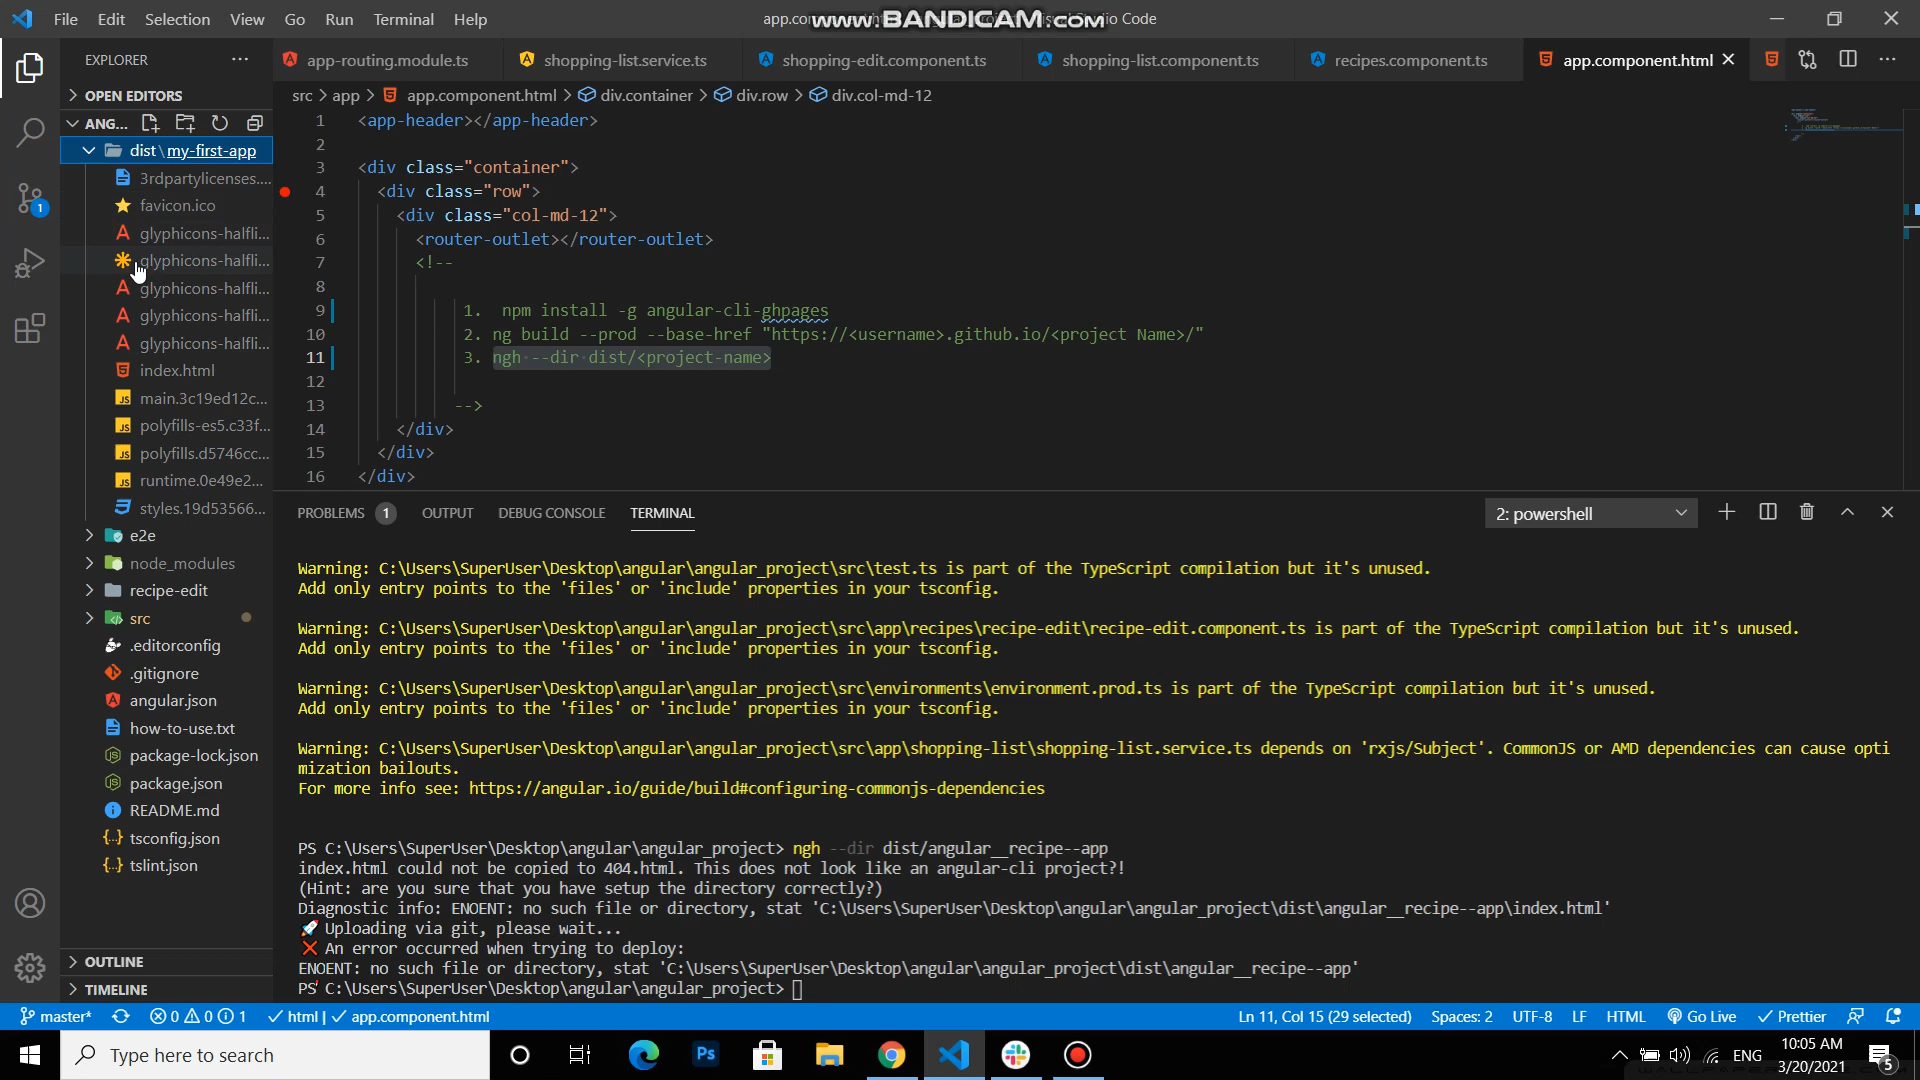 File Edit Selection View Go Run Terminal Help
www.BANDICAM.com
EXPLORER
OPEN EDITORS
ANG...
dist\my-first-app
3rdpartylicenses....
favicon.ico
glyphicons-halfli...
glyphicons-halfli...
glyphicons-halfli...
glyphicons-halfli...
glyphicons-halfli...
index.html
main.3c19ed12c...
polyfills-es5.c33f...
polyfills.d5746cc...
runtime.0e49e2...
styles.19d53566...
e2e
node_modules
recipe-edit
src
.editorconfig
.gitignore
angular.json
how-to-use.txt
package-lock.json
package.json
README.md
tsconfig.json
tslint.json
OUTLINE
TIMELINE
app-routing.module.ts shopping-list.service.ts shopping-edit.component.ts shopping-list.component.ts recipes.component.ts app.component.html
src > app > app.component.html > div.container > div.row > div.col-md-12
1 <app-header></app-header>
2
3 <div class="container">
4 <div class="row">
5 <div class="col-md-12">
6 <router-outlet></router-outlet>
7 <!--
8
9 1. npm install -g angular-cli-ghpages
10 2. ng build --prod --base-href "https://<username>.github.io/<project Name>/"
11 3. ngh --dir dist/<project-name>
12
13 -->
14 </div>
15 </div>
16 </div>
PROBLEMS 1 OUTPUT DEBUG CONSOLE TERMINAL 2: powershell
Warning: C:\Users\SuperUser\Desktop\angular\angular_project\src\test.ts is part of the TypeScript compilation but it's unused.
Add only entry points to the 'files' or 'include' properties in your tsconfig.
Warning: C:\Users\SuperUser\Desktop\angular\angular_project\src\app\recipes\recipe-edit\recipe-edit.component.ts is part of the TypeScript compilation but it's unused.
Add only entry points to the 'files' or 'include' properties in your tsconfig.
Warning: C:\Users\SuperUser\Desktop\angular\angular_project\src\environments\environment.prod.ts is part of the TypeScript compilation but it's unused.
Add only entry points to the 'files' or 'include' properties in your tsconfig.
Warning: C:\Users\SuperUser\Desktop\angular\angular_project\src\app\shopping-list\shopping-list.service.ts depends on 'rxjs/Subject'. CommonJS or AMD dependencies can cause opti
mization bailouts.
For more info see: https://angular.io/guide/build#configuring-commonjs-dependencies
PS C:\Users\SuperUser\Desktop\angular\angular_project> ngh --dir dist/angular__recipe--app
index.html could not be copied to 404.html. This does not look like an angular-cli project?!
(Hint: are you sure that you have setup the directory correctly?)
Diagnostic info: ENOENT: no such file or directory, stat 'C:\Users\SuperUser\Desktop\angular\angular_project\dist\angular__recipe--app\index.html'
🚀 Uploading via git, please wait...
❌ An error occurred when trying to deploy:
ENOENT: no such file or directory, stat 'C:\Users\SuperUser\Desktop\angular\angular_project\dist\angular__recipe--app'
PS C:\Users\SuperUser\Desktop\angular\angular_project>
master* 0 0 1 html | app.component.html Ln 11, Col 15 (29 selected) Spaces: 2 UTF-8 LF HTML Go Live Prettier
Type here to search
Ps
ENG
10:05 AM
3/20/2021
5